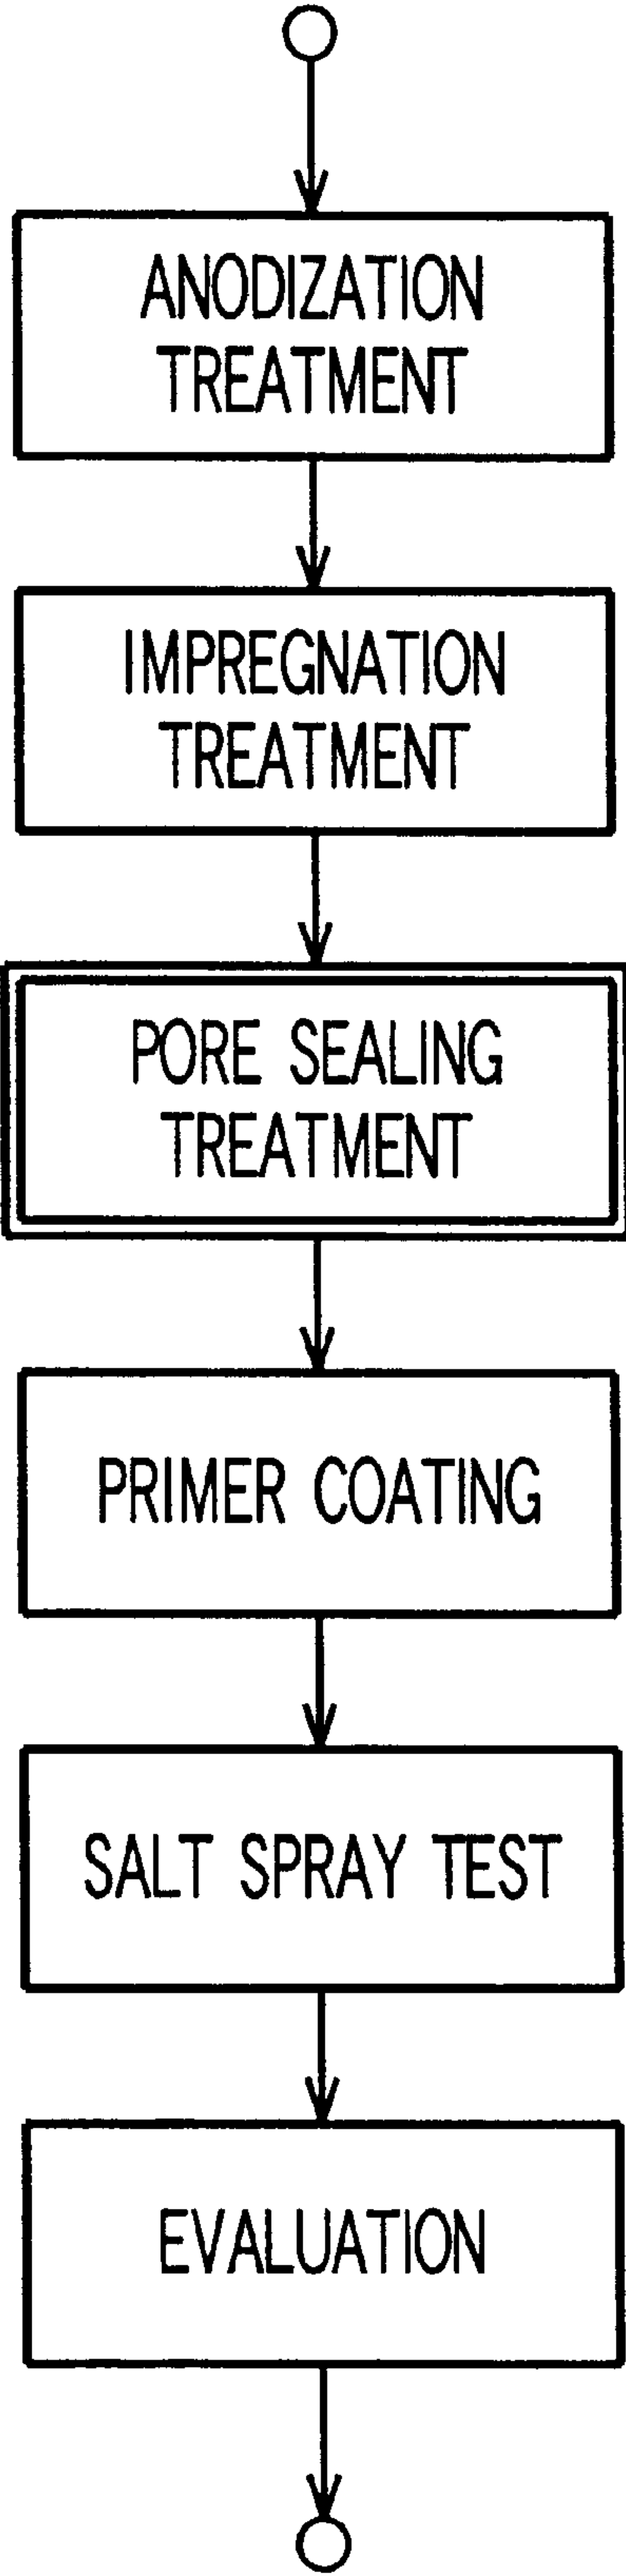 ANODIZATION
TREATMENT
IMPREGNATION
TREATMENT
PORE SEALING
TREATMENT
PRIMER COATING
SALT SPRAY TEST
EVALUATION